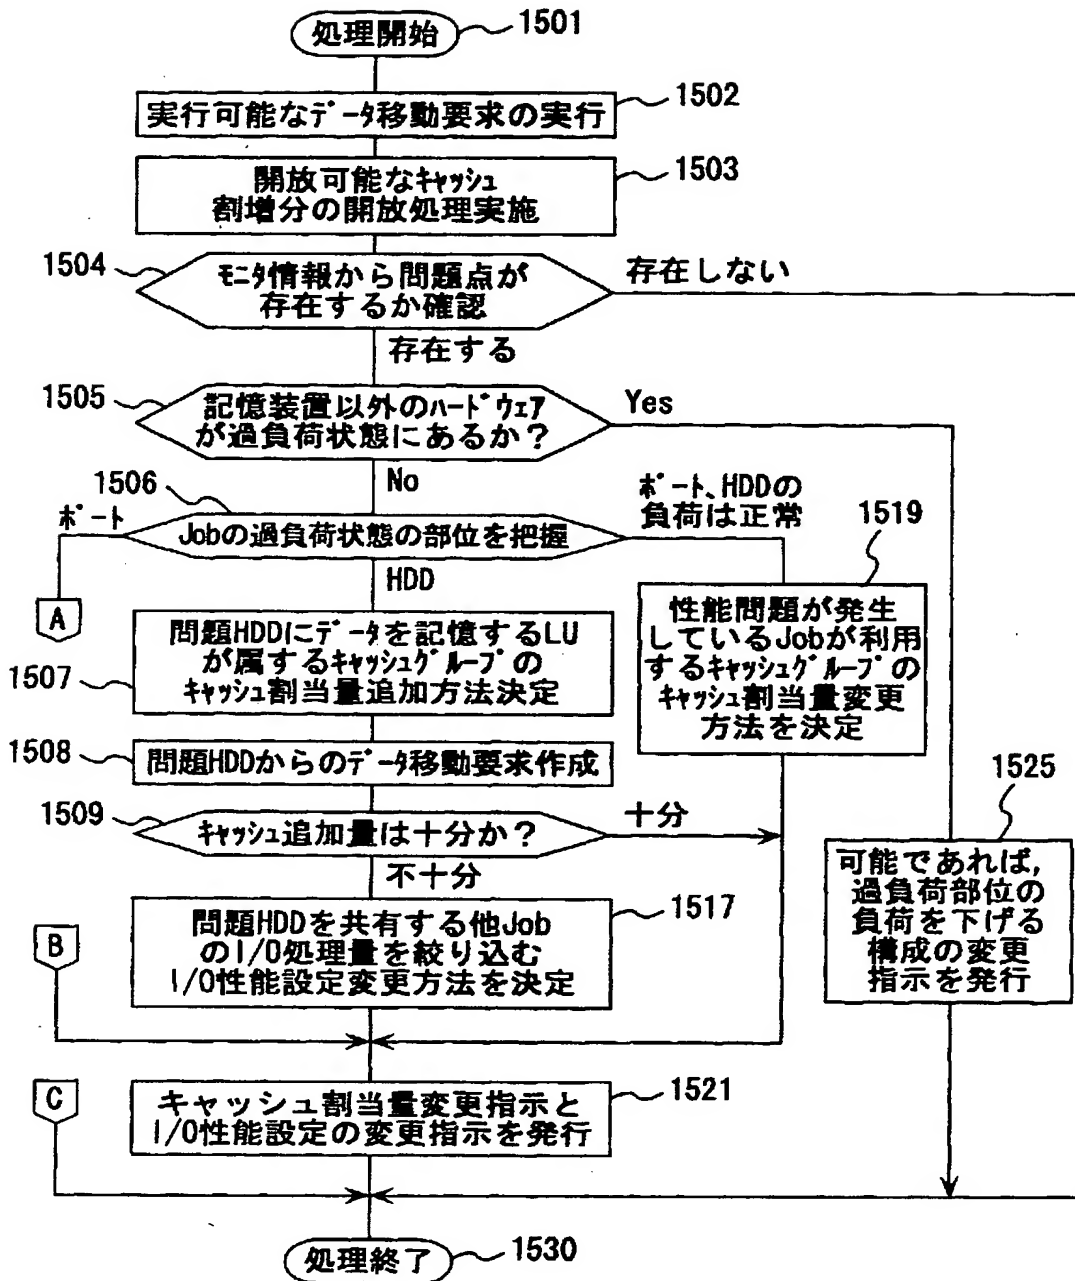 処理開始
1501
実行可能なデータ移動要求の実行
1502
開放可能なキャッシュ
割増分の開放処理実施
1503
1504
モニタ情報から問題点が
存在するか確認
存在しない
存在する
1505
記憶装置以外のハードウェア
が過負荷状態にあるか?
Yes
No
1506
ポート
Jobの過負荷状態の部位を把握
ポート、HDDの
負荷は正常
1519
HDD
A
問題HDDにデータを記憶するLU
が属するキャッシュグループの
キャッシュ割当量追加方法決定
1507
性能問題が発生
しているJobが利用
するキャッシュグループの
キャッシュ割当量変更
方法を決定
1508
問題HDDからのデータ移動要求作成
1509
キャッシュ追加量は十分か?
十分
不十分
1525
可能であれば,
過負荷部位の
負荷を下げる
構成の変更
指示を発行
問題HDDを共有する他Job
のI/O処理量を絞り込む
I/O性能設定変更方法を決定
1517
B
C
キャッシュ割当量変更指示と
I/O性能設定の変更指示を発行
1521
処理終了
1530